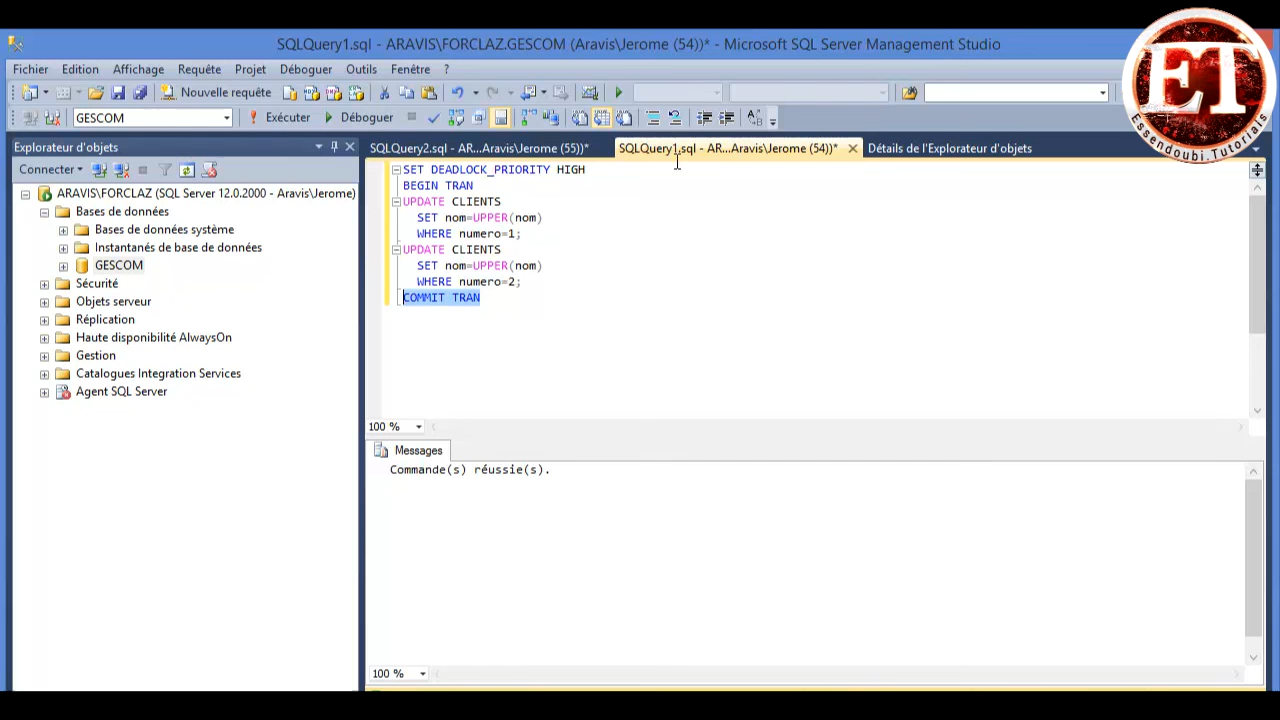 SQLQuery1.sql - ARAVIS\FORCLAZ.GESCOM (Aravis\Jerome (54))* - Microsoft SQL Server Management Studio
Fichier Edition Affichage Requête Projet Déboguer Outils Fenêtre ?
Nouvelle requête
GESCOM Exécuter Déboguer
Explorateur d'objets
Connecter
ARAVIS\FORCLAZ (SQL Server 12.0.2000 - Aravis\Jerome)
Bases de données
Bases de données système
Instantanés de base de données
GESCOM
Sécurité
Objets serveur
Réplication
Haute disponibilité AlwaysOn
Gestion
Catalogues Integration Services
Agent SQL Server
SQLQuery2.sql - AR...Aravis\Jerome (55))* SQLQuery1.sql - AR...Aravis\Jerome (54))* Détails de l'Explorateur d'objets
SET DEADLOCK_PRIORITY HIGH
BEGIN TRAN
UPDATE CLIENTS
SET nom=UPPER(nom)
WHERE numero=1;
UPDATE CLIENTS
SET nom=UPPER(nom)
WHERE numero=2;
COMMIT TRAN
100 %
Messages
Commande(s) réussie(s).
100 %
ET
Essendoubi.Tutorials